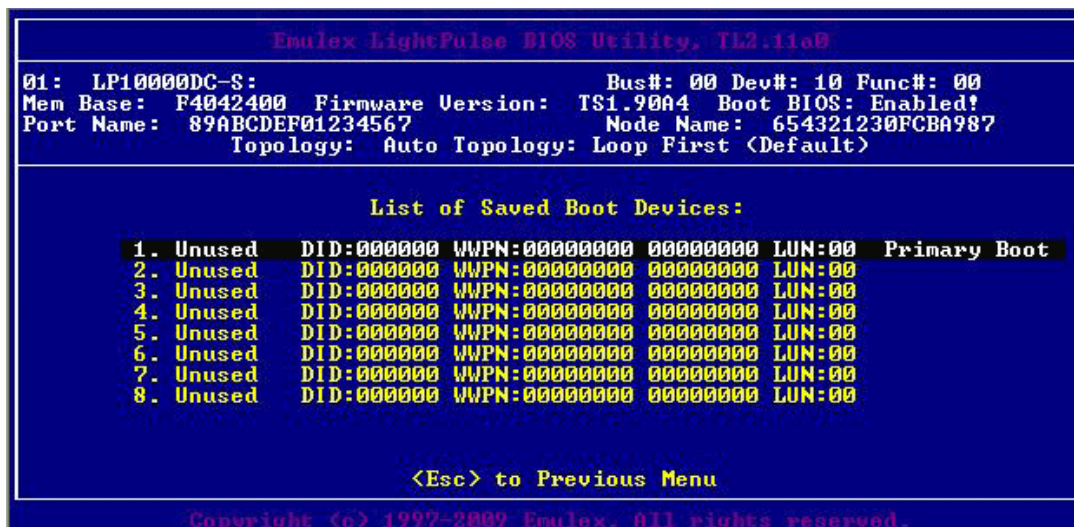 Emulex LightPulse BIOS Utility, TL2.11a0
01: LP10000DC-S: Bus#: 00 Dev#: 10 Func#: 00
Mem Base: F4042400 Firmware Version: TS1.90A4 Boot BIOS: Enabled!
Port Name: 89ABCDEF01234567 Node Name: 654321230FCBA987
Topology: Auto Topology: Loop First (Default)
List of Saved Boot Devices:
1. Unused DID:000000 WWPN:00000000 00000000 LUN:00 Primary Boot
2. Unused DID:000000 WWPN:00000000 00000000 LUN:00
3. Unused DID:000000 WWPN:00000000 00000000 LUN:00
4. Unused DID:000000 WWPN:00000000 00000000 LUN:00
5. Unused DID:000000 WWPN:00000000 00000000 LUN:00
6. Unused DID:000000 WWPN:00000000 00000000 LUN:00
7. Unused DID:000000 WWPN:00000000 00000000 LUN:00
8. Unused DID:000000 WWPN:00000000 00000000 LUN:00
<Esc> to Previous Menu
Copyright (c) 1997-2009 Emulex. All rights reserved.